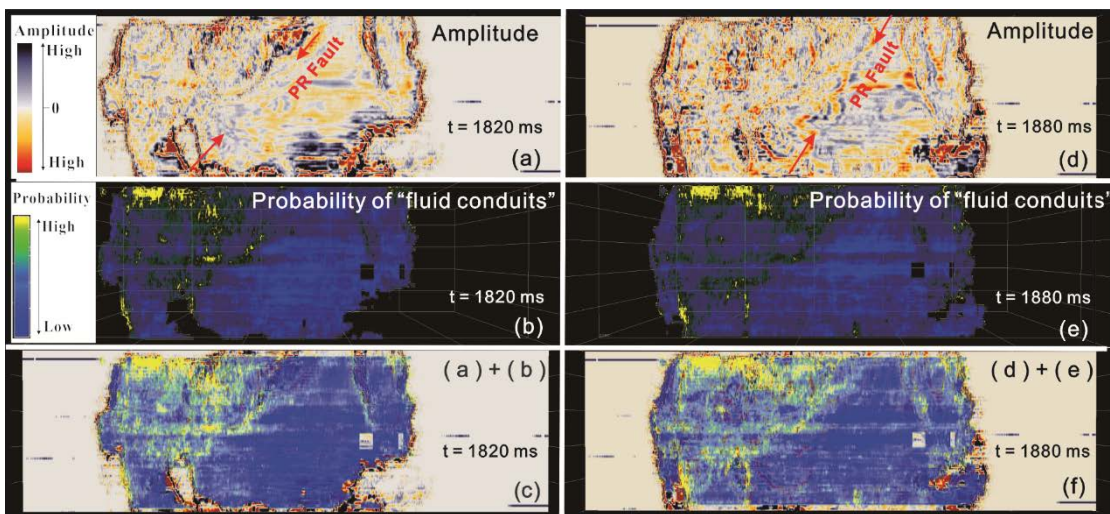 Amplitude
High
0
High
Amplitude
PR Fault
t = 1820 ms
(a)
Amplitude
PR Fault
t = 1880 ms
(d)
Probability
High
Low
Probability of "fluid conduits"
t = 1820 ms
(b)
Probability of "fluid conduits"
t = 1880 ms
(e)
(a) + (b)
t = 1820 ms
(c)
(d) + (e)
t = 1880 ms
(f)